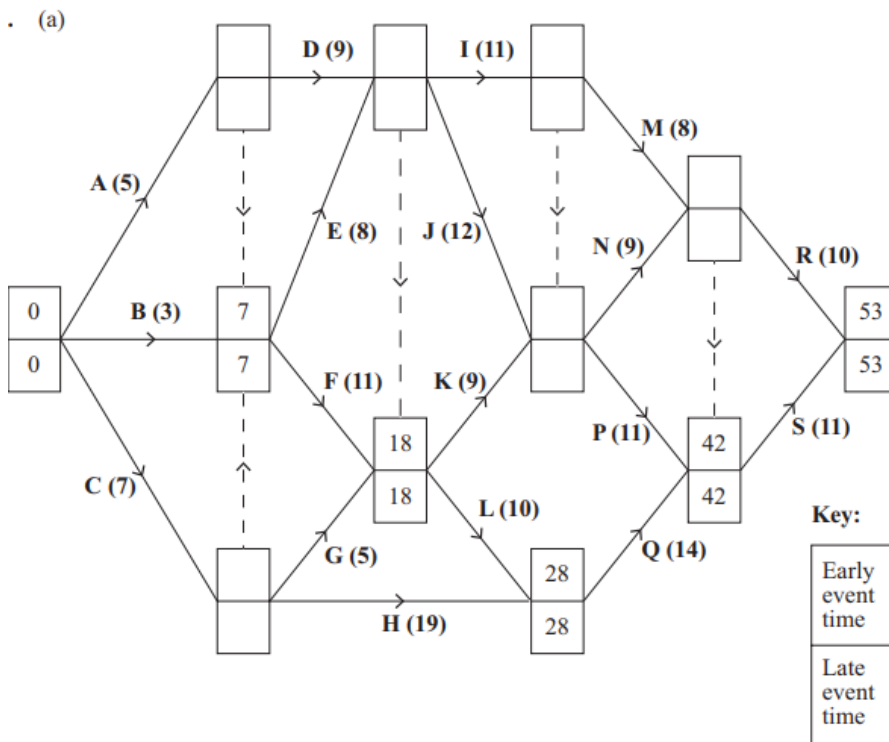 . (a)
D (9)
I (11)
M (8)
A (5)
E (8)
J (12)
N (9)
R (10)
0
0
B (3)
7
7
53
53
F (11)
K (9)
P (11)
S (11)
18
18
42
42
C (7)
G (5)
L (10)
Q (14)
28
28
H (19)
Key:
Early
event
time
Late
event
time